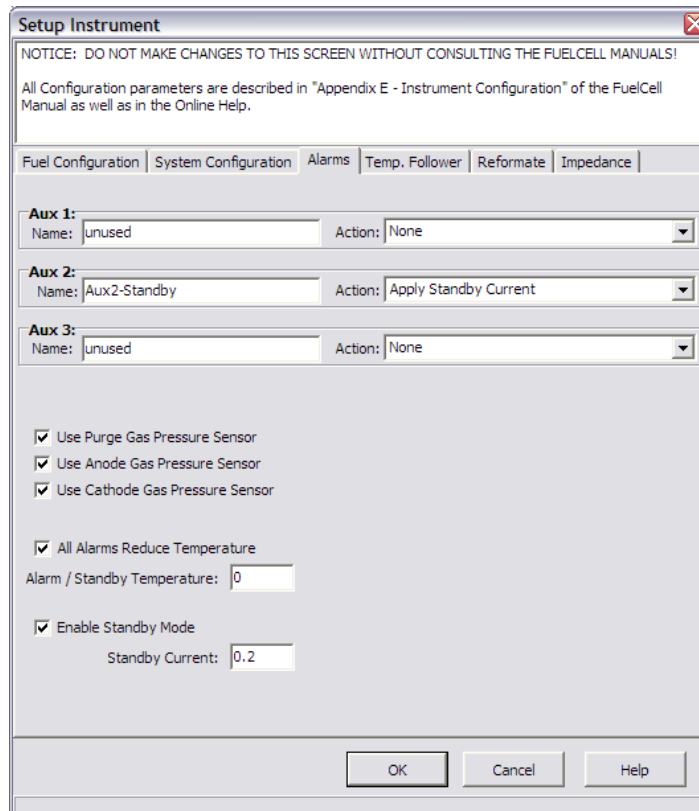 Setup Instrument
NOTICE:  DO NOT MAKE CHANGES TO THIS SCREEN WITHOUT CONSULTING THE FUELCELL MANUALS!
All Configuration parameters are described in "Appendix E - Instrument Configuration" of the FuelCell
Manual as well as in the Online Help.
Fuel Configuration System Configuration Alarms Temp. Follower Reformate Impedance
Aux 1:
Name: unused Action: None
Aux 2:
Name: Aux2-Standby Action: Apply Standby Current
Aux 3:
Name: unused Action: None
Use Purge Gas Pressure Sensor
Use Anode Gas Pressure Sensor
Use Cathode Gas Pressure Sensor
All Alarms Reduce Temperature
Alarm / Standby Temperature: 0
Enable Standby Mode
Standby Current: 0.2
OK Cancel Help